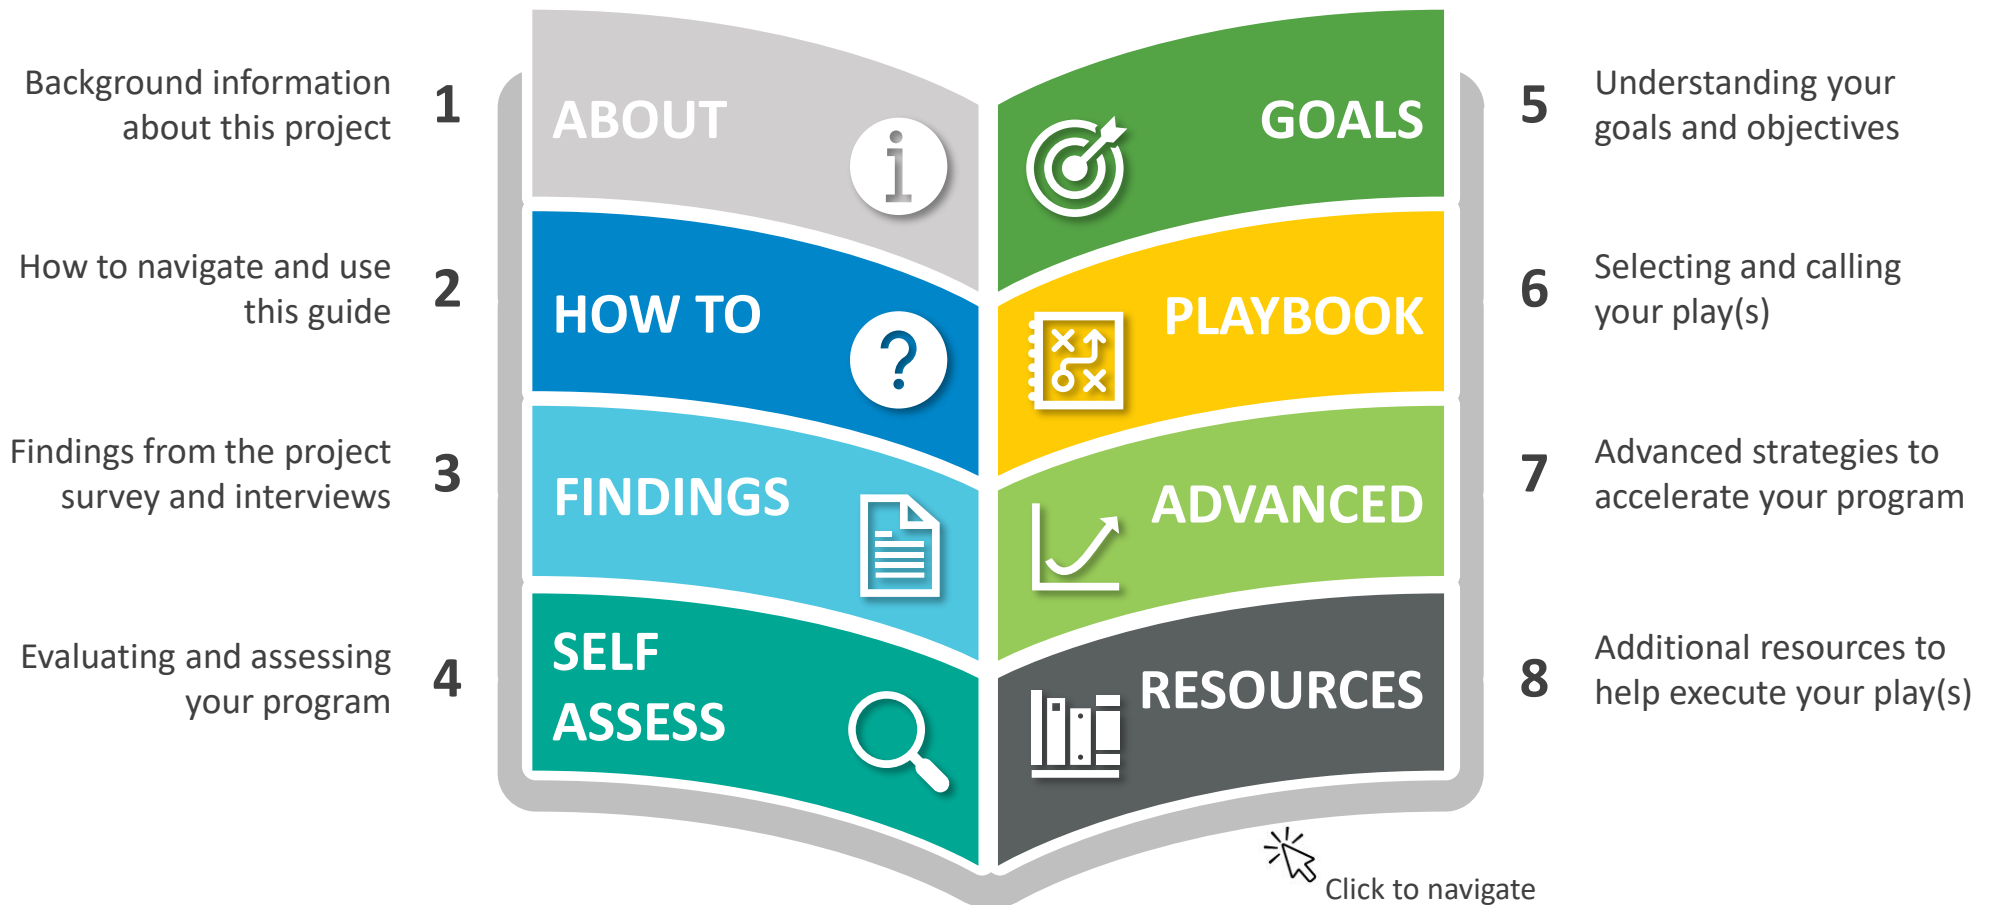 Background information
about this project
1
ABOUT
How to navigate and use
this guide
2
HOW TO
Findings from the project
survey and interviews
3
FINDINGS
Evaluating and assessing
your program
4
SELF
ASSESS
GOALS
5
Understanding your
goals and objectives
PLAYBOOK
6
Selecting and calling
your play(s)
ADVANCED
7
Advanced strategies to
accelerate your program
RESOURCES
8
Additional resources to
help execute your play(s)
Click to navigate